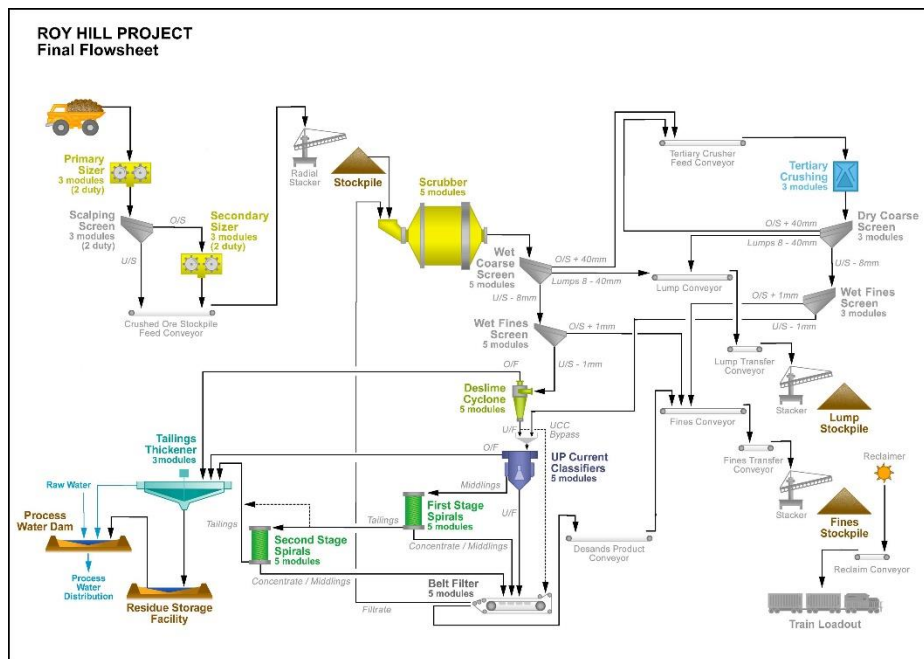 ROY HILL PROJECT
Final Flowsheet
Primary
Sizer
3 modules
(2 duty)
Scalping
Screen
3 modules
(2 duty)
O/S
U/S
Secondary
Sizer
3 modules
(2 duty)
Crushed Ore Stockpile
Feed Conveyor
Radial
Stacker
Stockpile
Scrubber
5 modules
Tertiary Crusher
Feed Conveyor
Tertiary
Crushing
3 modules
Wet
Coarse
Screen
5 modules
O/S + 40mm
Lumps 8 - 40mm
U/S - 8mm
Lump Conveyor
O/S + 40mm
Lumps 8 - 40mm
Dry Coarse
Screen
3 modules
U/S - 8mm
O/S + 1mm
U/S - 1mm
Wet Fines
Screen
3 modules
Wet Fines
Screen
5 modules
O/S + 1mm
U/S - 1mm
Lump Transfer
Conveyor
Stacker
Lump
Stockpile
O/F
Deslime
Cyclone
5 modules
U/F
UCC
Bypass
Fines Conveyor
Fines Transfer
Conveyor
Stacker
Fines
Stockpile
Reclaimer
Reclaim Conveyor
Train Loadout
O/F
UP Current
Classifiers
5 modules
Middlings
U/F
Tailings
Thickener
3 modules
Raw Water
Process
Water Dam
Process
Water
Distribution
Residue Storage
Facility
Tailings
First Stage
Spirals
5 modules
Tailings
Concentrate / Middlings
Second Stage
Spirals
5 modules
Concentrate / Middlings
Desands Product
Conveyor
Belt Filter
5 modules
Filtrate